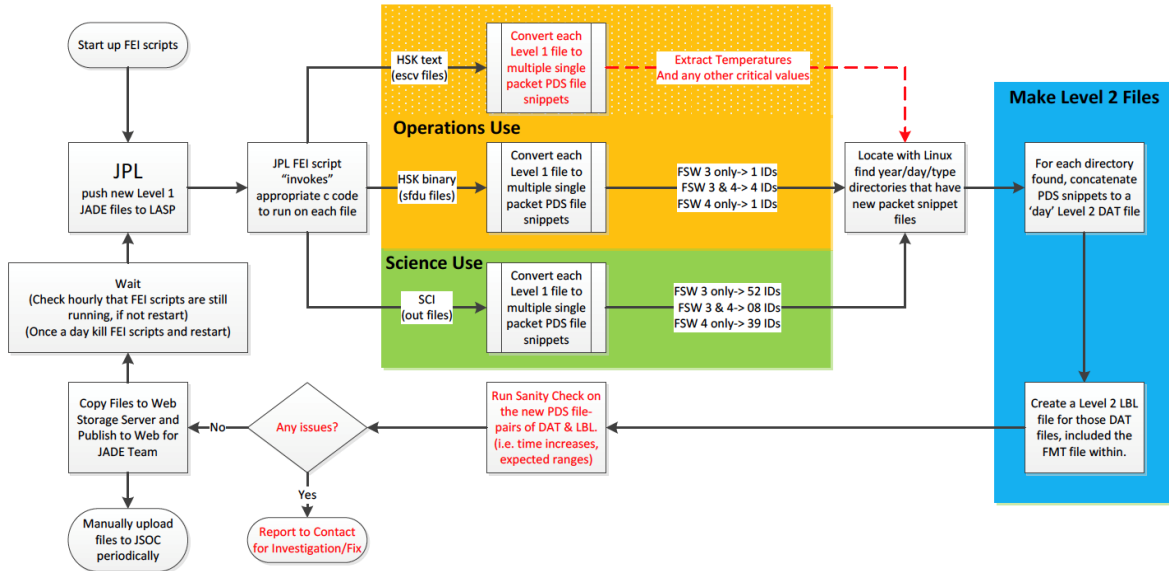 Start up FEI scripts
JPL
push new Level 1
JADE files to LASP
JPL FEI script
“invokes”
appropriate c code
to run on each file
HSK text
(escv files)
Convert each
Level 1 file to
multiple single
packet PDS file
snippets
Extract Temperatures
And any other critical values
Operations Use
HSK binary
(sfdu files)
Convert each
Level 1 file to
multiple single
packet PDS file
snippets
FSW 3 only-> 1 IDs
FSW 3 & 4-> 4 IDs
FSW 4 only-> 1 IDs
Science Use
SCI
(out files)
Convert each
Level 1 file to
multiple single
packet PDS file
snippets
FSW 3 only-> 52 IDs
FSW 3 & 4-> 08 IDs
FSW 4 only-> 39 IDs
Locate with Linux
find year/day/type
directories that have
new packet snippet
files
Make Level 2 Files
For each directory
found, concatenate
PDS snippets to a
‘day’ Level 2 DAT file
Create a Level 2 LBL
file for those DAT
files, included the
FMT file within.
Run Sanity Check on
the new PDS file-
pairs of DAT & LBL.
(i.e. time increases,
expected ranges)
Any issues?
No
Yes
Report to Contact
for Investigation/Fix
Copy Files to Web
Storage Server and
Publish to Web for
JADE Team
Manually upload
files to JSOC
periodically
Wait
(Check hourly that FEI scripts are still
running, if not restart)
(Once a day kill FEI scripts and restart)